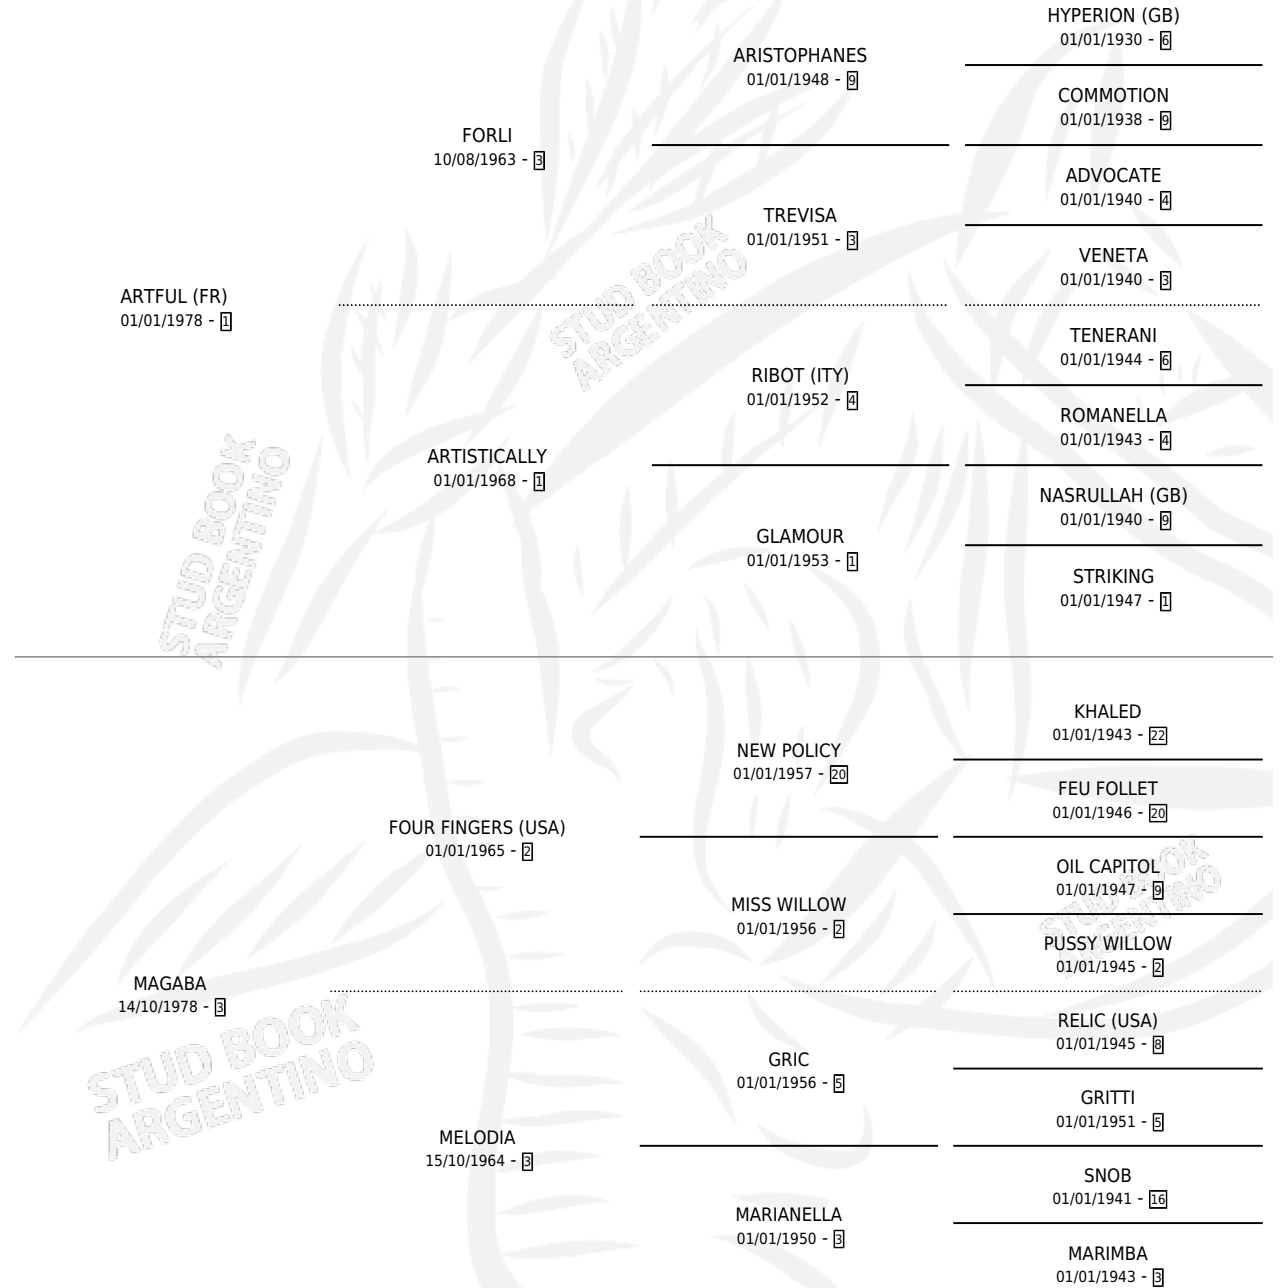 HYPERION (GB)
01/01/1930 - 6
ARISTOPHANES
01/01/1948 - 9
COMMOTION
01/01/1938 - 9
FORLI
10/08/1963 - 3
ADVOCATE
01/01/1940 - 4
TREVISA
01/01/1951 - 3
VENETA
01/01/1940 - 3
ARTFUL (FR)
01/01/1978 - 1
TENERANI
01/01/1944 - 6
RIBOT (ITY)
01/01/1952 - 4
ROMANELLA
01/01/1943 - 4
ARTISTICALLY
01/01/1968 - 1
NASRULLAH (GB)
01/01/1940 - 9
GLAMOUR
01/01/1953 - 1
STRIKING
01/01/1947 - 1
KHALED
01/01/1943 - 22
NEW POLICY
01/01/1957 - 20
FEU FOLLET
01/01/1946 - 20
FOUR FINGERS (USA)
01/01/1965 - 2
OIL CAPITOL
01/01/1947 - 9
MISS WILLOW
01/01/1956 - 2
PUSSY WILLOW
01/01/1945 - 2
MAGABA
14/10/1978 - 3
RELIC (USA)
01/01/1945 - 8
GRIC
01/01/1956 - 5
GRITTI
01/01/1951 - 5
MELODIA
15/10/1964 - 3
SNOB
01/01/1941 - 16
MARIANELLA
01/01/1950 - 3
MARIMBA
01/01/1943 - 3
STUD BOOK
ARGENTINO
STUD BOOK
ARGENTINO
STUD BOOK
ARGENTINO
STUD BOOK
ARGENTINO